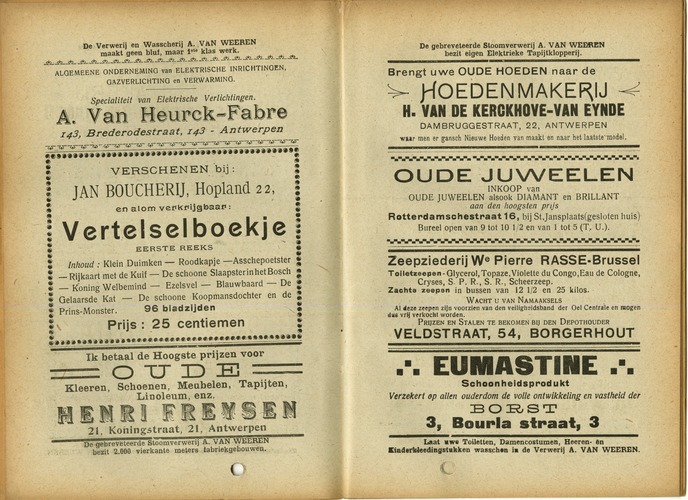 De Verwerij en Wasscherij A. VAN WEEREN
maakt geen bluf, maar 1ste klas werk.
ALGEMEENE ONDERNEMING van ELEKTRISCHE INRICHTINGEN,
GAZVERLICHTING en VERWARMING.
Specialiteit van Elektrische Verlichtingen.
A. Van Heurck-Fabre
143, Brederodestraat, 143 - Antwerpen
VERSCHENEN bij:
JAN BOUCHERIJ, Hopland 22,
en alom verkrijgbaar:
Vertelselboekje
EERSTE REEKS
Inhoud : Klein Duimken — Roodkapje —Asschepoetster
—Rijkaart met de Kuif — De schoone SlaapsterinhetBosch
— Koning Welbemind — Ezelsvel — Blauwbaard — De
Gelaarsde Kat — De schoone Koopmansdochter en de
Prins-Monster. 96 bladzijden
Prijs : 25 centiemen
Ik betaal de Hoogste prijzen voor
OUDE
Kleeren, Schoenen, Meubelen, Tapijten,
Linoleum, enz.
HENRI FREYSEN
21, Koningstraat, 21, Antwerpen
De gebreveteerde Stoomververij A. VAN WEEREN
bezit 2.000 vierkante meters fabriekgebouwen.
De gebreveteerde Stoomverwerij A. VAN WEEREN
bezit eigen Elektrieke Tapijtklopperij.
Brengt uwe OUDE HOEDEN naar de
HOEDENMAKERIJ
H. VAN DE KERCKHOVE-VAN EYNDE
DAMBRUGGESTRAAT, 22, ANTWERPEN
waar men er gansch Nieuwe Hoeden van maakt en naar het laatste model.
OUDE JUWEELEN
INKOOP van
OUDE JUWEELEN alsook DIAMANT en BRILLANT
aan den hoogsten prijs
Rotterdamschestraat 16, bij St. Jansplaats (gesloten huis)
Bureel open van 9 tot 10 1/2 en van 1 tot 5 (T. U.).
Zeepziederij We Pierre RASSE-Brussel
Toiletzeepen - Glycerol, Topaze, Violette du Congo, Eau de Cologne,
Cryses, S. P. R., S. R., Scheerzeep.
Zachte zeepen in bussen van 12 1/2 en 25 kilos.
WACHT U VAN NAMAAKSELS
Al deze zeepen zijn voorzien van den veiligheidsband der Oel Centrale en mogen
dus vrij verkocht worden.
PRIJZEN EN STALEN TE BEKOMEN BIJ DEN DEPOTHOUDER
VELDSTRAAT, 54, BORGERHOUT
EUMASTINE
Schoonheidsprodukt
Verzekert op allen ouderdom de volle ontwikkeling en vastheid der
BORST
3, Bourla straat, 3
Laat uwe Toiletten, Damencostumen, Heeren- en
Kinderkleedingstukken wasschen in de Verwerij A. VAN WEEREN.